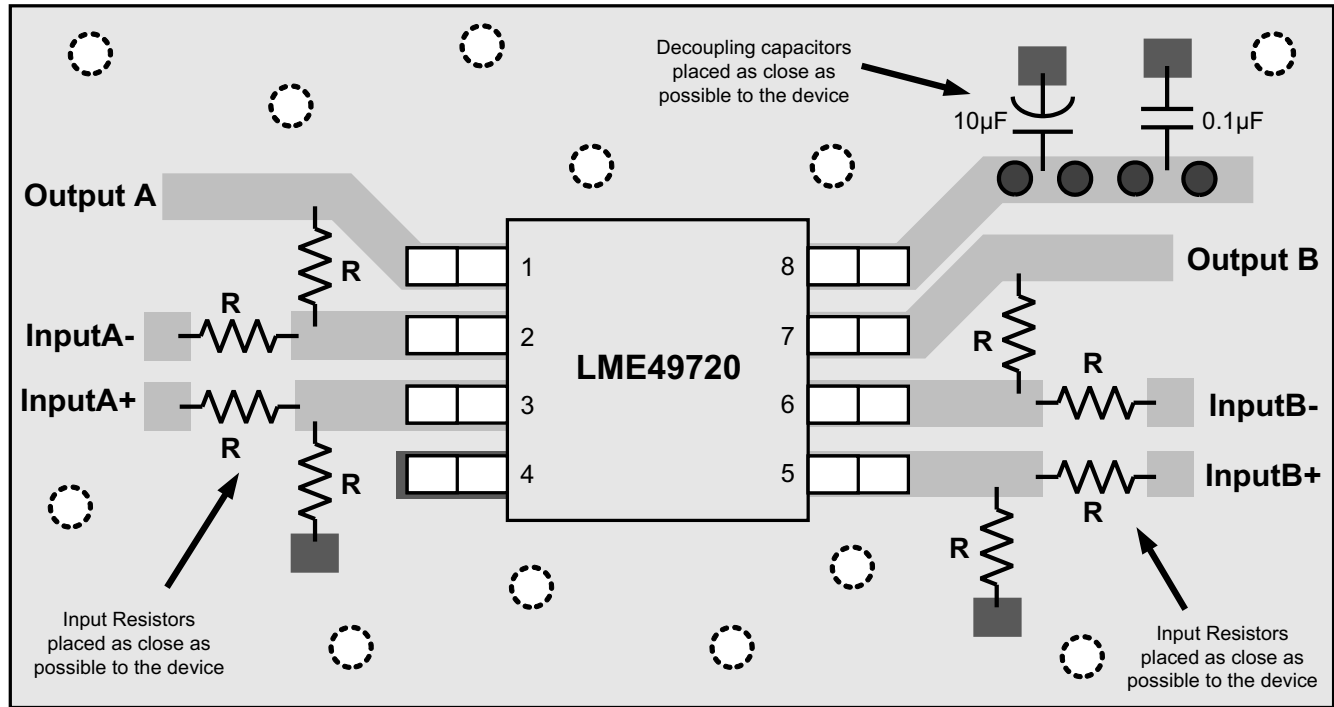 Decoupling capacitors
placed as close as
possible to the device
10µF
0.1µF
Output A
1
8
Output B
R
R
InputA-
2
7
R
LME49720
R
InputA+
3
6
InputB-
R
R
4
5
InputB+
R
R
Input Resistors
placed as close as
possible to the device
Input Resistors
placed as close as
possible to the device